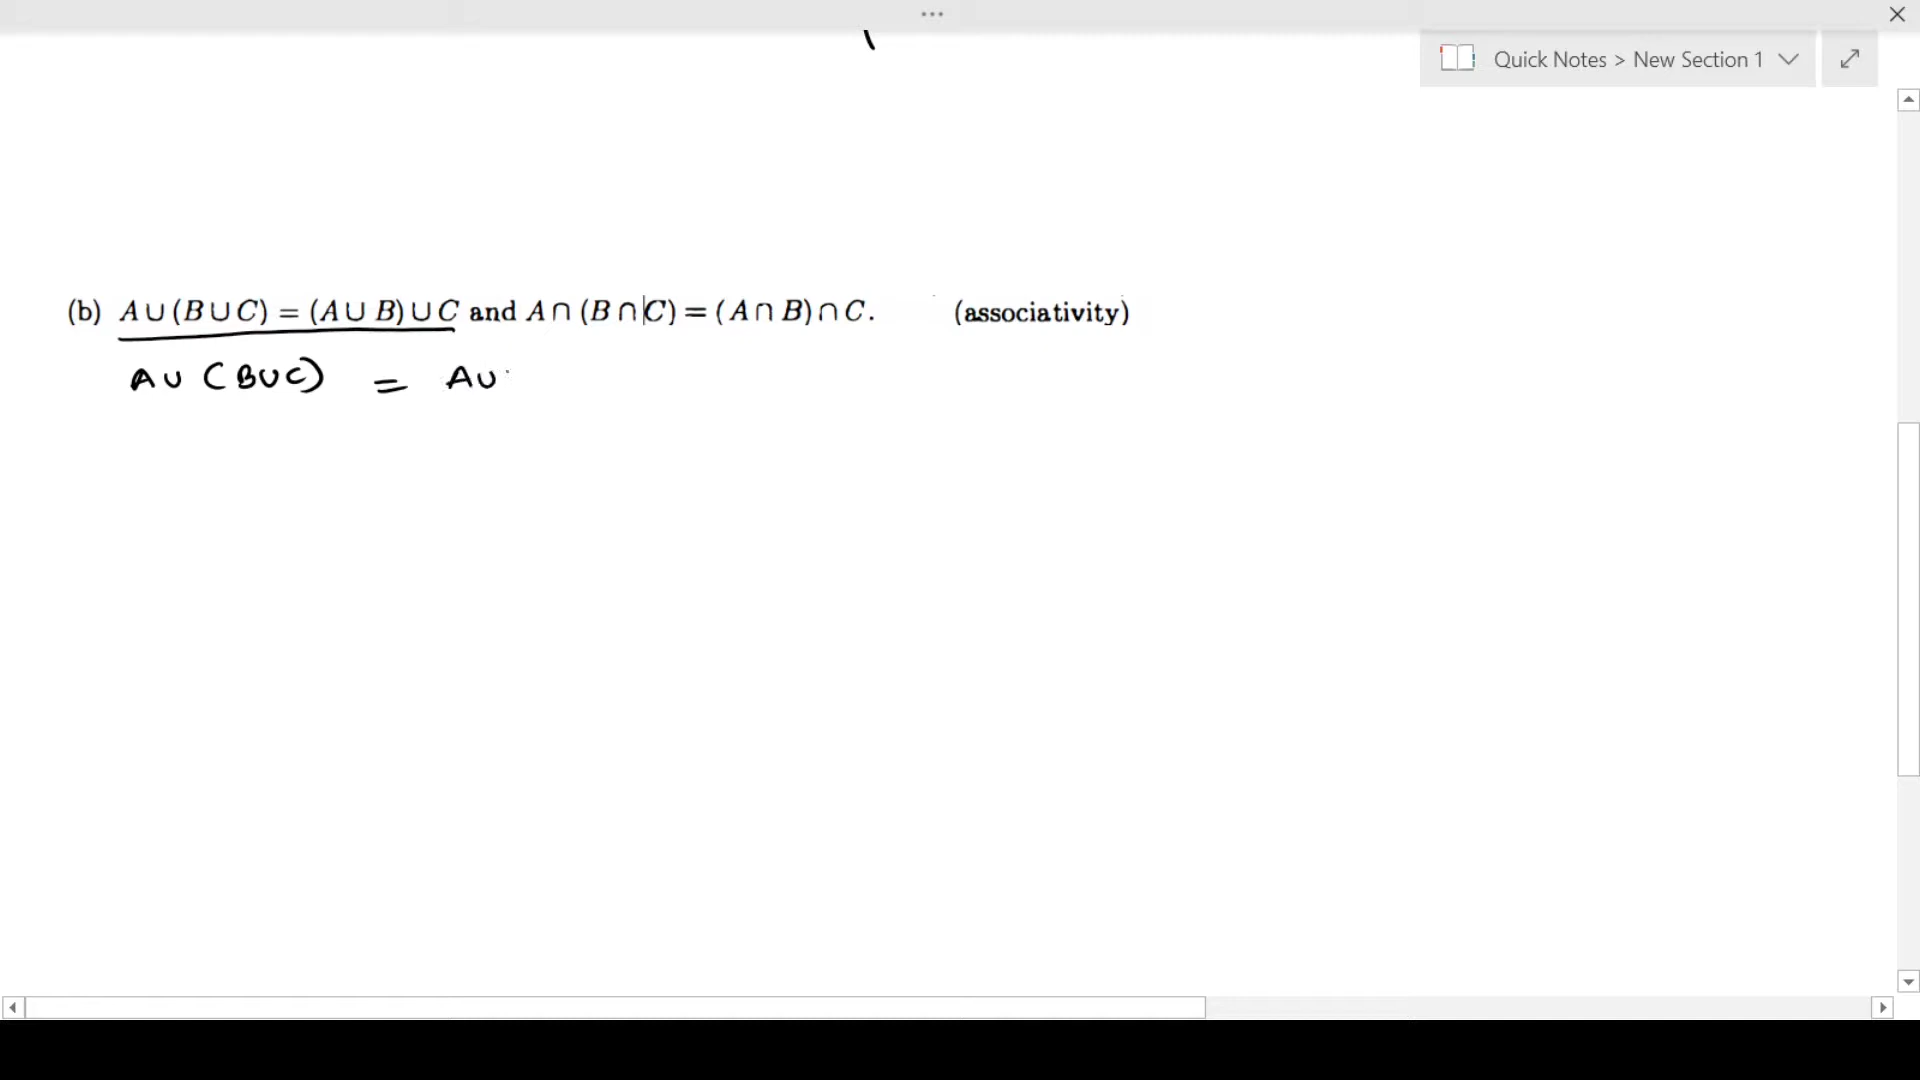 Quick Notes > New Section 1
(b) A ∪ (B ∪ C) = (A ∪ B) ∪ C and A ∩ (B ∩ C) = (A ∩ B) ∩ C. (associativity)
A ∪ (B ∪ C) = A ∪